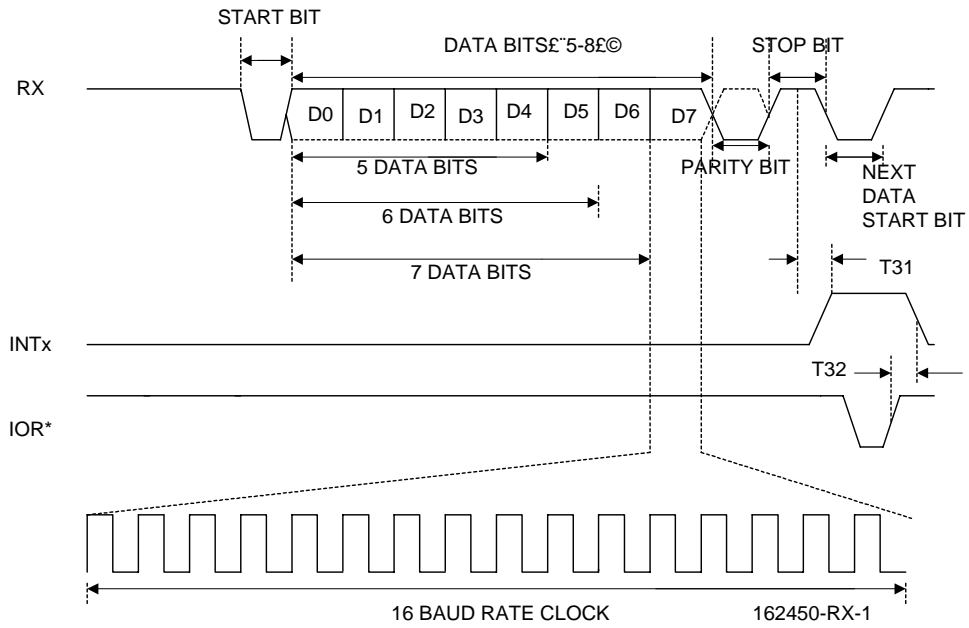 START BIT
DATA BITS£¨5-8£©
STOP BIT
RX
D0 D1 D2 D3 D4 D5 D6 D7
5 DATA BITS
PARITY BIT
NEXT
DATA
START BIT
6 DATA BITS
7 DATA BITS
T31
INTx
T32
IOR*
16 BAUD RATE CLOCK
162450-RX-1